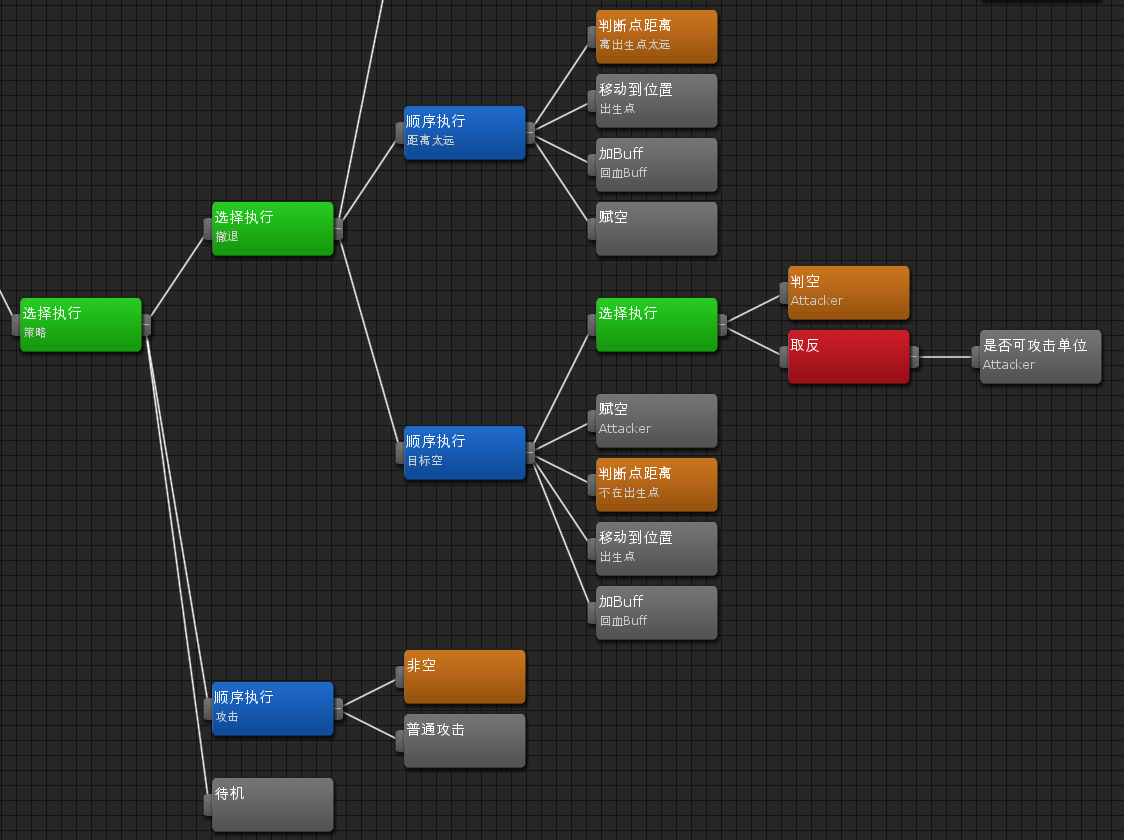 判断点距离
离出生点太远
移动到位置
出生点
顺序执行
距离太远
加Buff
回血Buff
赋空
选择执行
撤退
选择执行
策略
选择执行
判空
Attacker
取反
是否可攻击单位
Attacker
赋空
Attacker
顺序执行
目标空
判断点距离
不在出生点
移动到位置
出生点
加Buff
回血Buff
非空
顺序执行
攻击
普通攻击
待机